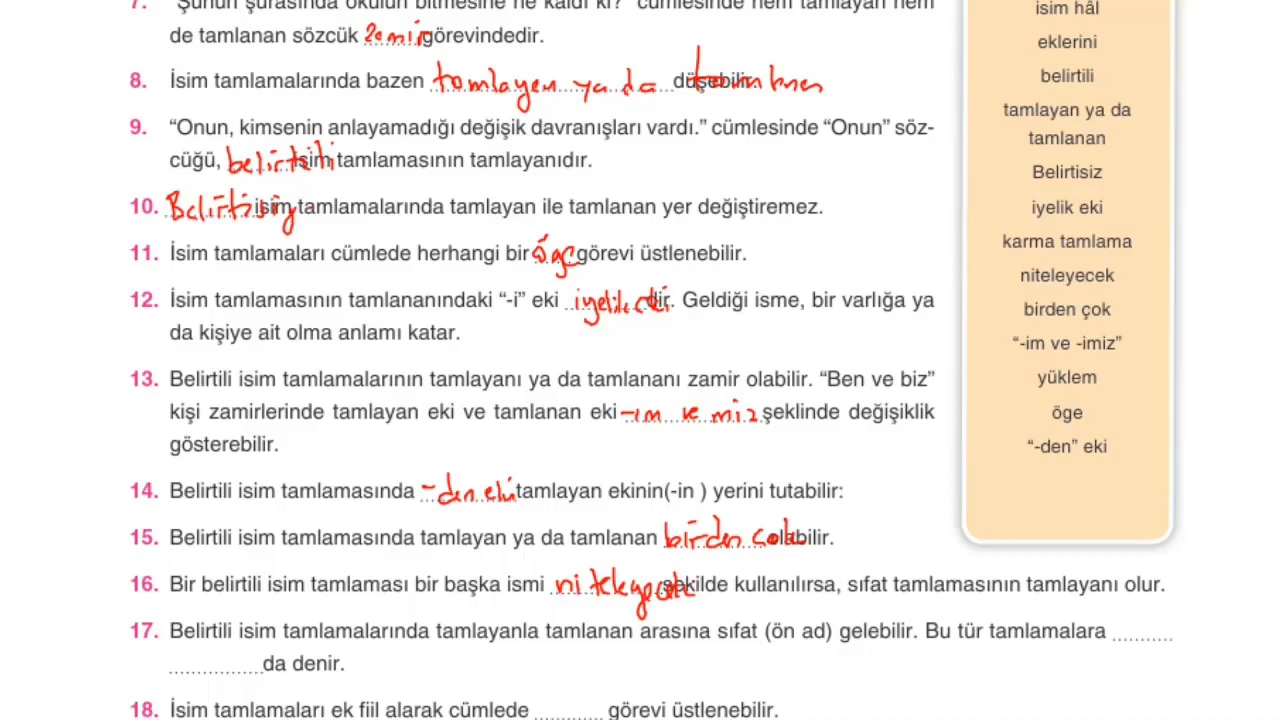 7. “Şunun şurasında okulun bitmesine ne kaldı ki?” cümlesinde hem tamlayan hem
de tamlanan sözcük zamir görevindedir.
8. İsim tamlamalarında bazen tamlayan ya da tamlanan düşebilir.
9. “Onun, kimsenin anlayamadığı değişik davranışları vardı.” cümlesinde “Onun” söz-
cüğü, belirtili isim tamlamasının tamlayanıdır.
10. Belirtisiz isim tamlamalarında tamlayan ile tamlanan yer değiştiremez.
11. İsim tamlamaları cümlede herhangi bir öge görevi üstlenebilir.
12. İsim tamlamasının tamlananındaki “-i” eki iyelik eki dir. Geldiği isme, bir varlığa ya
da kişiye ait olma anlamı katar.
13. Belirtili isim tamlamalarının tamlayanı ya da tamlananı zamir olabilir. “Ben ve biz”
kişi zamirlerinde tamlayan eki ve tamlanan eki -ım ve miz şeklinde değişiklik
gösterebilir.
14. Belirtili isim tamlamasında -den eki tamlayan ekinin(-in ) yerini tutabilir:
15. Belirtili isim tamlamasında tamlayan ya da tamlanan birden çok olabilir.
16. Bir belirtili isim tamlaması bir başka ismi niteleyecek şekilde kullanılırsa, sıfat tamlamasının tamlayanı olur.
17. Belirtili isim tamlamalarında tamlayanla tamlanan arasına sıfat (ön ad) gelebilir. Bu tür tamlamalara ...........
.................da denir.
18. İsim tamlamaları ek fiil alarak cümlede ............ görevi üstlenebilir.
isim hâl
eklerini
belirtili
tamlayan ya da
tamlanan
Belirtisiz
iyelik eki
karma tamlama
niteleyecek
birden çok
“-im ve -imiz”
yüklem
öge
“-den” eki